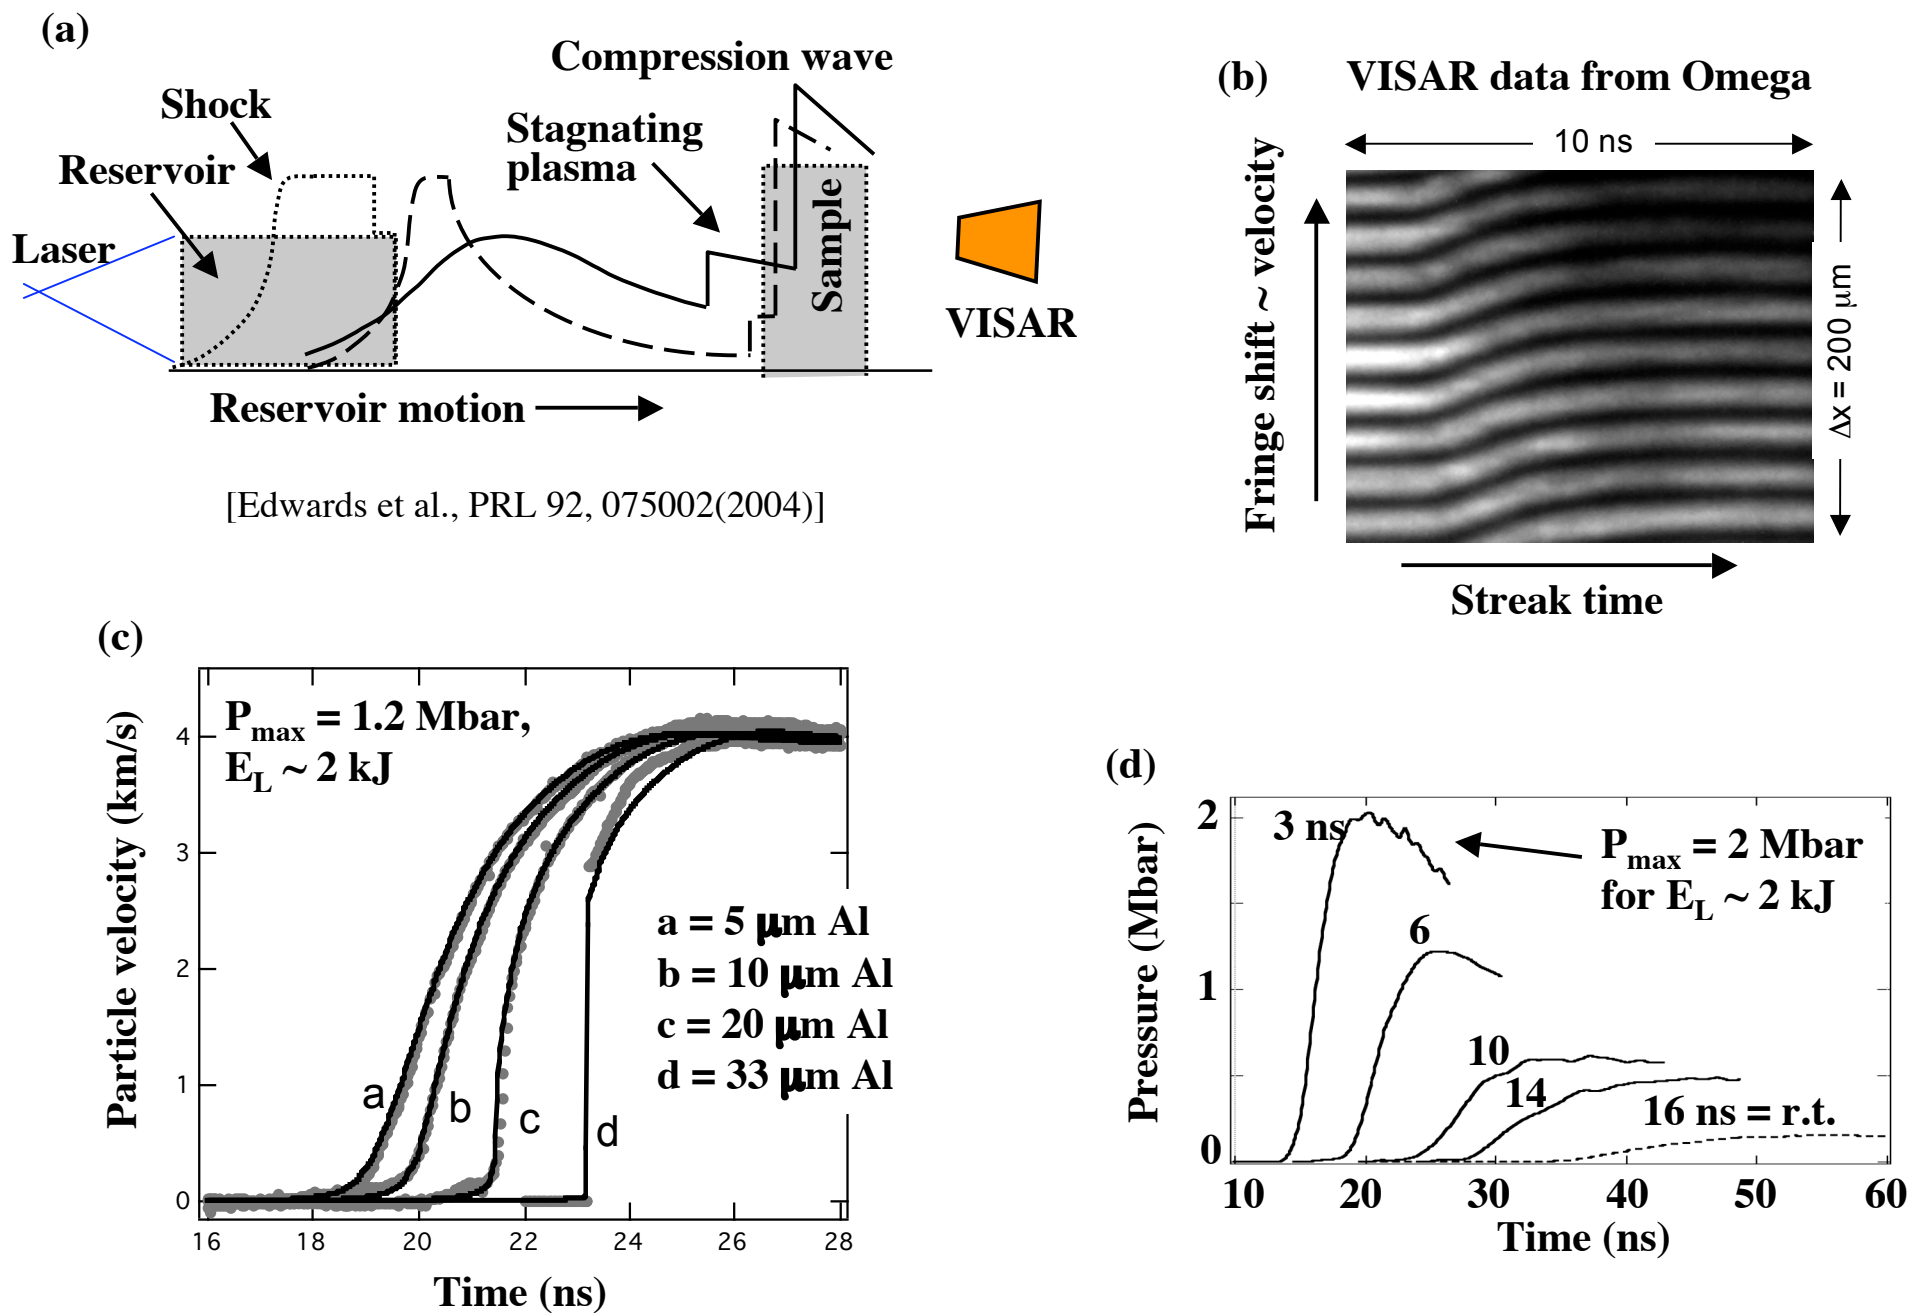 (a)
Compression wave
Shock
Stagnating
plasma
Reservoir
Laser
Sample
VISAR
Reservoir motion
[Edwards et al., PRL 92, 075002(2004)]
(b) VISAR data from Omega
10 ns
Fringe shift ~ velocity
Δx = 200 μm
Streak time
(c)
Particle velocity (km/s)
P_max = 1.2 Mbar,
E_L ~ 2 kJ
4
3
2
1
0
a
b
c
d
a = 5 μm Al
b = 10 μm Al
c = 20 μm Al
d = 33 μm Al
16 18 20 22 24 26 28
Time (ns)
(d)
Pressure (Mbar)
2
1
0
3 ns
P_max = 2 Mbar
for E_L ~ 2 kJ
6
10
14
16 ns = r.t.
10 20 30 40 50 60
Time (ns)